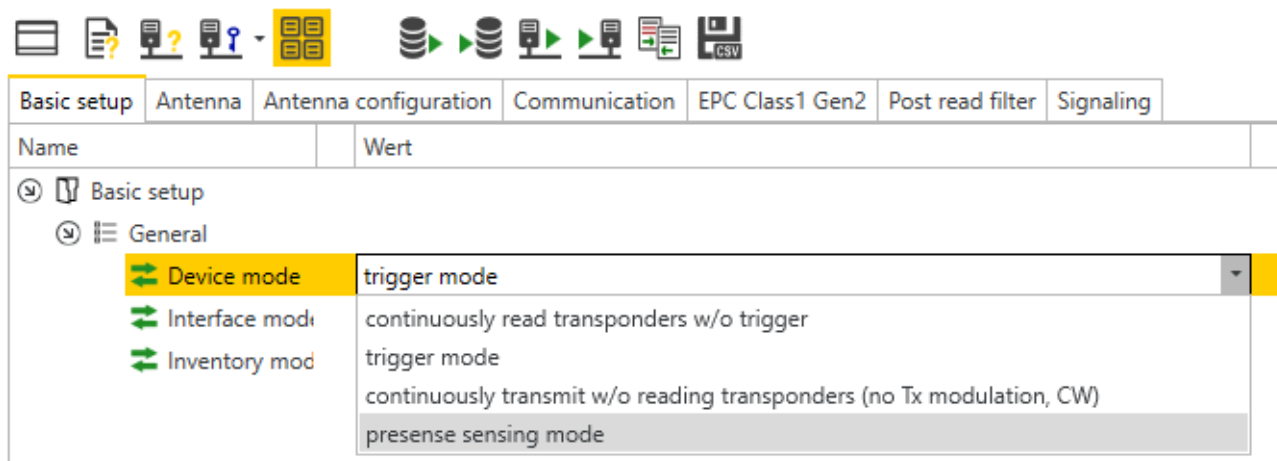 ? ? CSV
Basic setup Antenna Antenna configuration Communication EPC Class1 Gen2 Post read filter Signaling
Name Wert
Basic setup
General
Device mode trigger mode
Interface mode continuously read transponders w/o trigger
Inventory mod trigger mode
continuously transmit w/o reading transponders (no Tx modulation, CW)
presense sensing mode